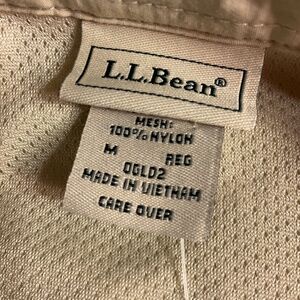 L.L.Bean®
MESH:
100% NYLON
M REG
0GLD2
MADE IN VIETNAM
CARE OVER